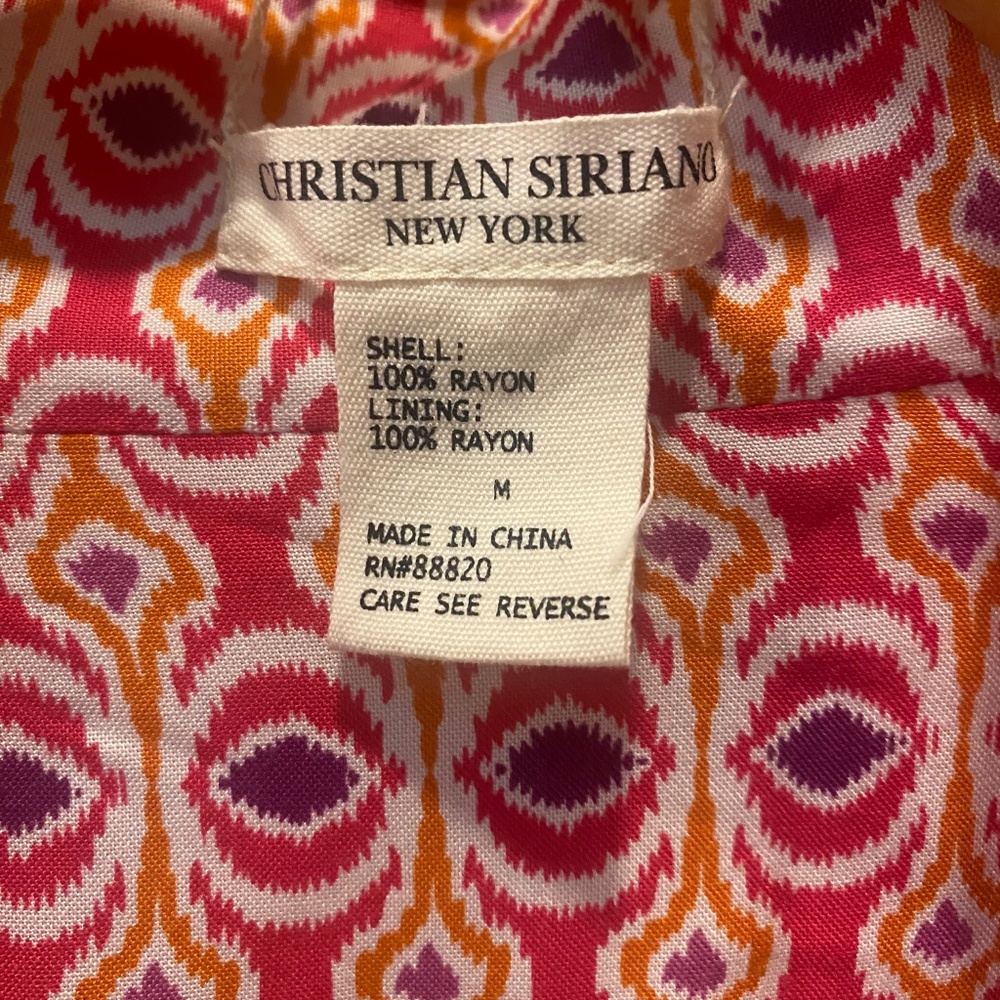 CHRISTIAN SIRIANO
NEW YORK
SHELL:
100% RAYON
LINING:
100% RAYON
M
MADE IN CHINA
RN#88820
CARE SEE REVERSE